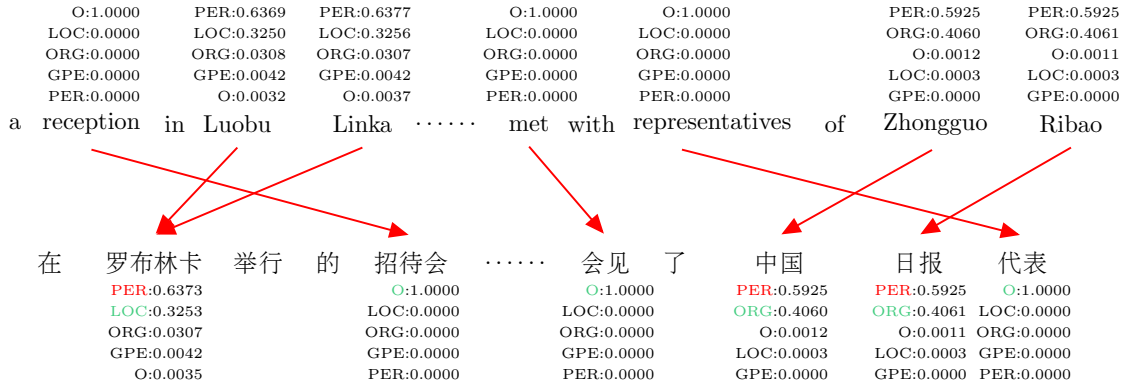 O:1.0000 PER:0.6369 PER:0.6377 O:1.0000 O:1.0000 PER:0.5925 PER:0.5925
LOC:0.0000 LOC:0.3250 LOC:0.3256 LOC:0.0000 LOC:0.0000 ORG:0.4060 ORG:0.4061
ORG:0.0000 ORG:0.0308 ORG:0.0307 ORG:0.0000 ORG:0.0000 O:0.0012 O:0.0011
GPE:0.0000 GPE:0.0042 GPE:0.0042 GPE:0.0000 GPE:0.0000 LOC:0.0003 LOC:0.0003
PER:0.0000 O:0.0032 O:0.0037 PER:0.0000 PER:0.0000 GPE:0.0000 GPE:0.0000
a reception in Luobu Linka ······ met with representatives of Zhongguo Ribao
在 罗布林卡 举行 的 招待会 ······ 会见 了 中国 日报 代表
PER:0.6373 O:1.0000 O:1.0000 PER:0.5925 PER:0.5925 O:1.0000
LOC:0.3253 LOC:0.0000 LOC:0.0000 ORG:0.4060 ORG:0.4061 LOC:0.0000
ORG:0.0307 ORG:0.0000 ORG:0.0000 O:0.0012 O:0.0011 ORG:0.0000
GPE:0.0042 GPE:0.0000 GPE:0.0000 LOC:0.0003 LOC:0.0003 GPE:0.0000
O:0.0035 PER:0.0000 PER:0.0000 GPE:0.0000 GPE:0.0000 PER:0.0000